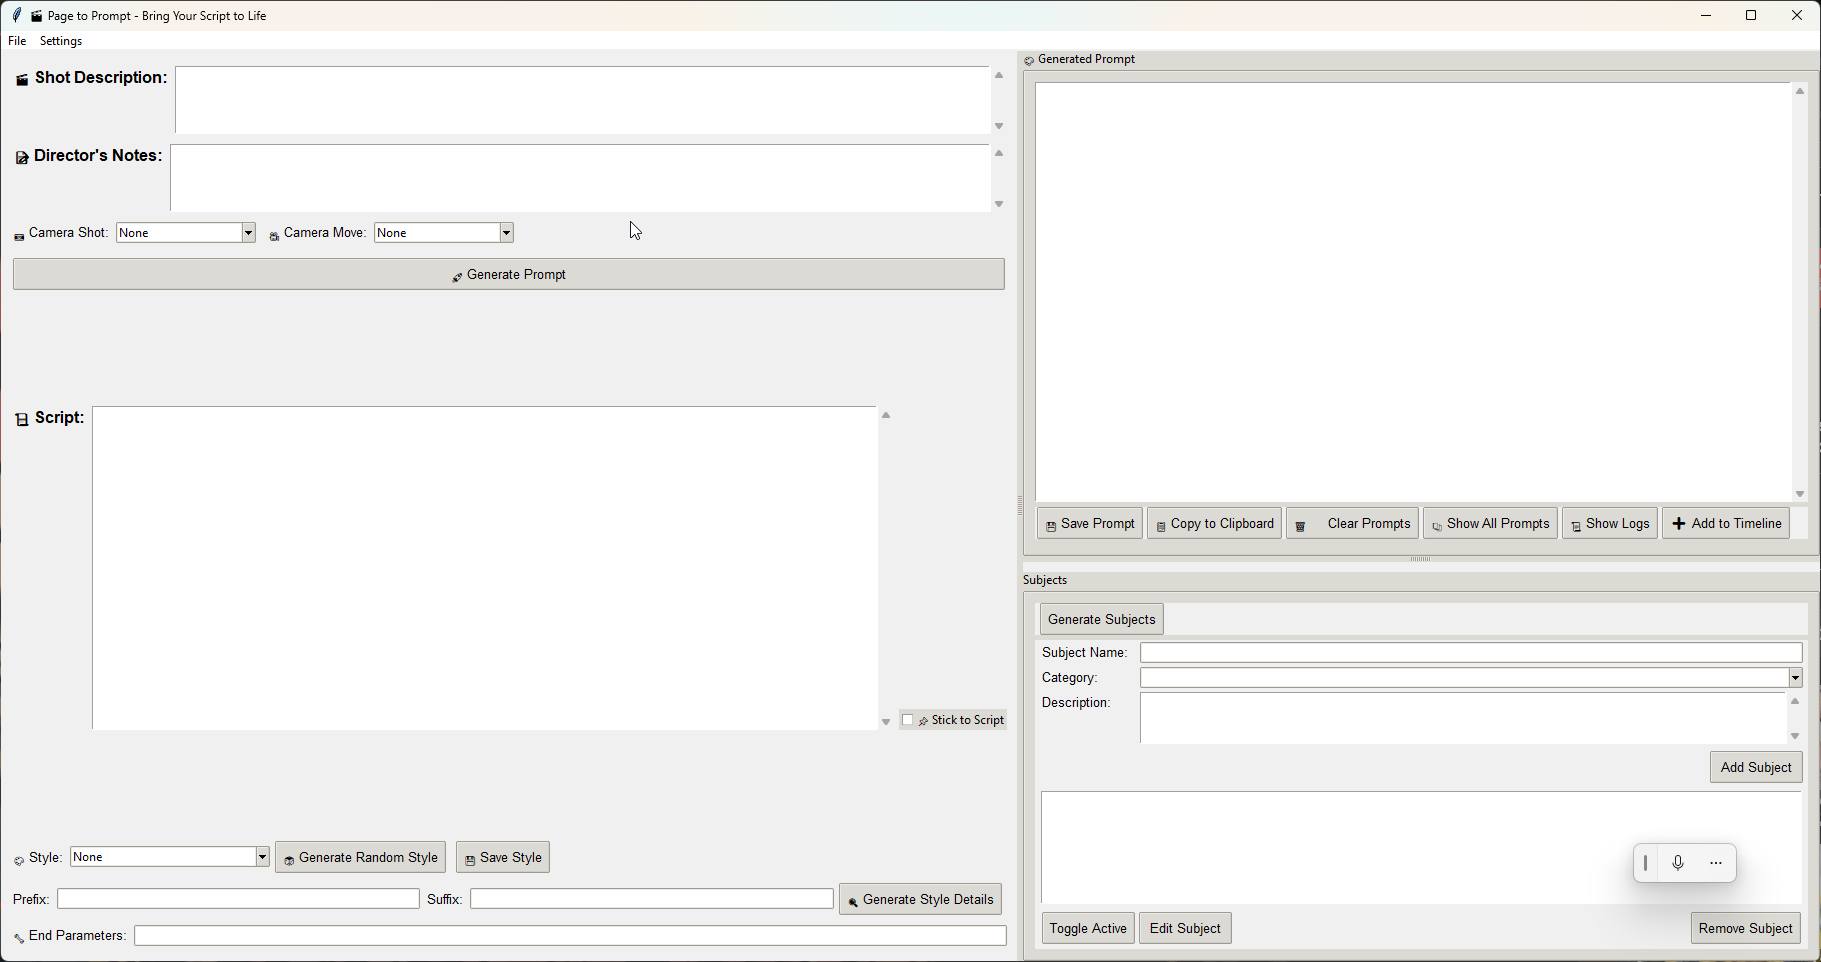 Page to Prompt - Bring Your Script to Life
File Settings
Shot Description:
Director's Notes:
Camera Shot: None Camera Move: None
Generate Prompt
Script:
Stick to Script
Style: None Generate Random Style Save Style
Prefix: Suffix: Generate Style Details
End Parameters:
Generated Prompt
Save Prompt Copy to Clipboard Clear Prompts Show All Prompts Show Logs Add to Timeline
Subjects
Generate Subjects
Subject Name:
Category:
Description:
Add Subject
Toggle Active Edit Subject Remove Subject